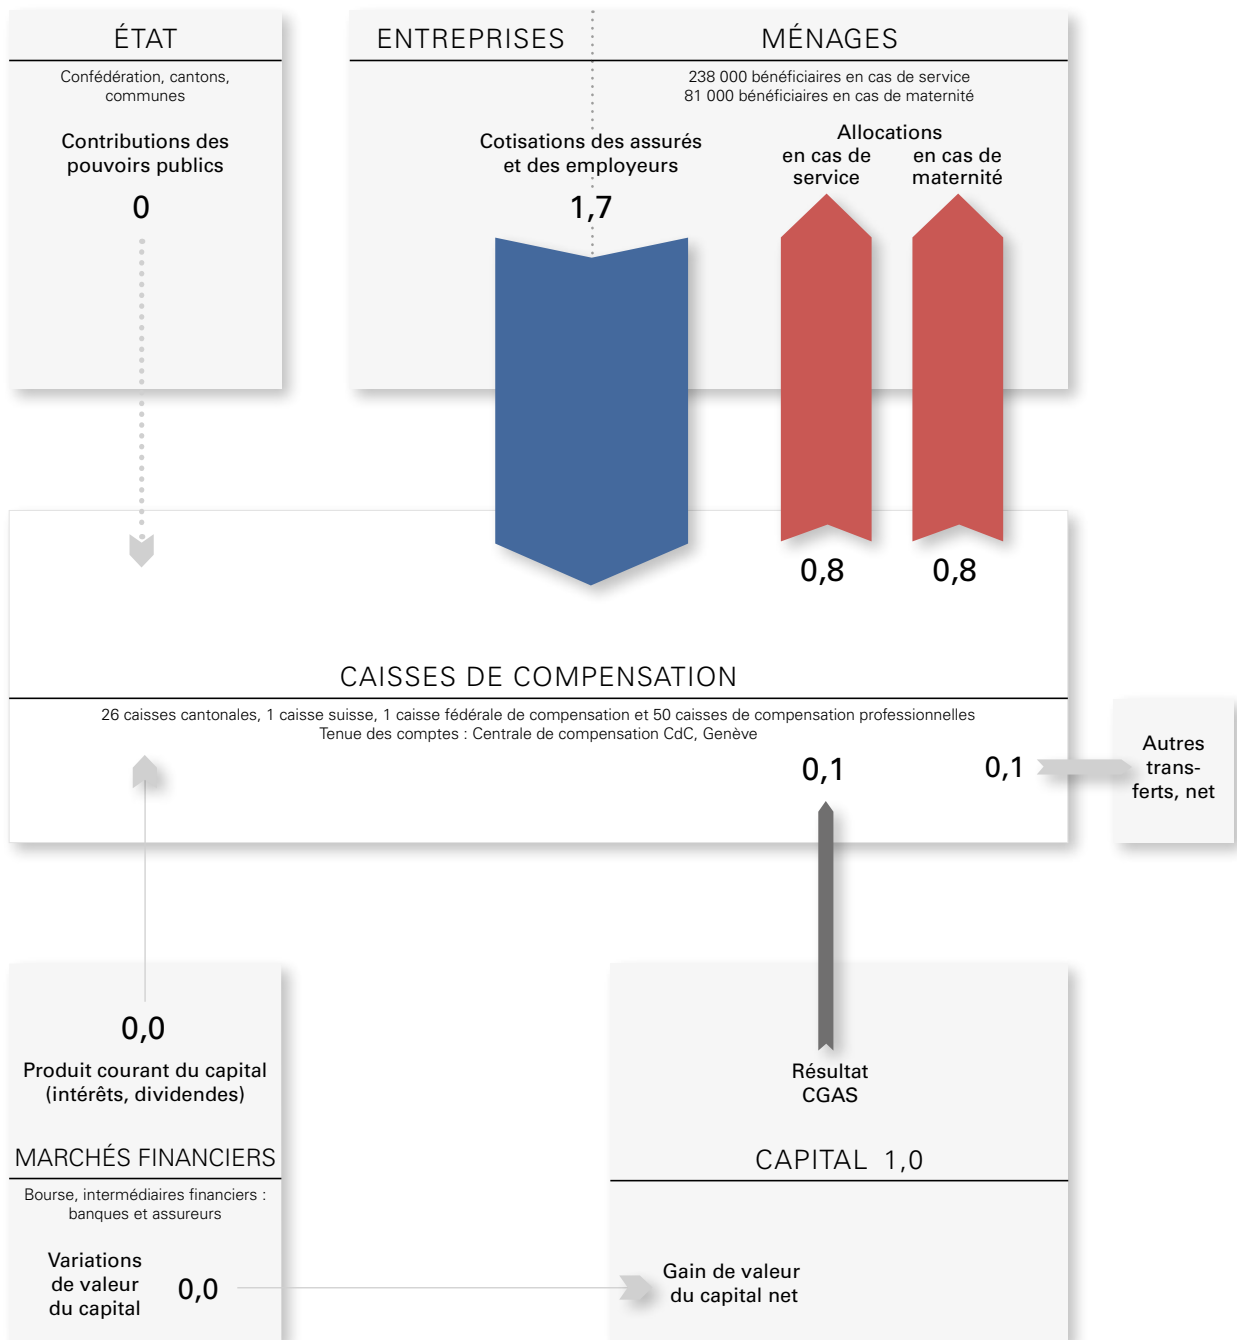 ÉTAT
Confédération, cantons,
communes
Contributions des
pouvoirs publics
0
ENTREPRISES
MÉNAGES
238 000 bénéficiaires en cas de service
81 000 bénéficiaires en cas de maternité
Cotisations des assurés
et des employeurs
1,7
Allocations
en cas de
service
en cas de
maternité
0,8
0,8
CAISSES DE COMPENSATION
26 caisses cantonales, 1 caisse suisse, 1 caisse fédérale de compensation et 50 caisses de compensation professionnelles
Tenue des comptes : Centrale de compensation CdC, Genève
0,1
0,1
Autres
trans-
ferts, net
0,0
Produit courant du capital
(intérêts, dividendes)
MARCHÉS FINANCIERS
Bourse, intermédiaires financiers :
banques et assureurs
Variations
de valeur
du capital
0,0
Résultat
CGAS
CAPITAL 1,0
Gain de valeur
du capital net